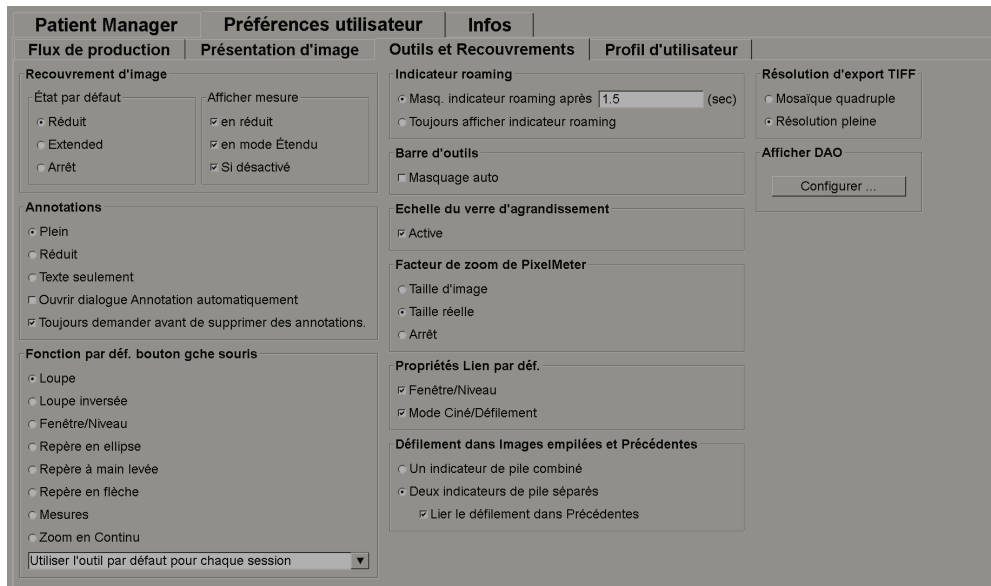 Patient Manager
Préférences utilisateur
Infos
Flux de production
Présentation d'image
Outils et Recouvrements
Profil d'utilisateur
Recouvrement d'image
État par défaut
Réduit
Extended
Arrêt
Afficher mesure
en réduit
en mode Étendu
Si désactivé
Annotations
Plein
Réduit
Texte seulement
Ouvrir dialogue Annotation automatiquement
Toujours demander avant de supprimer des annotations.
Fonction par déf. bouton gche souris
Loupe
Loupe inversée
Fenêtre/Niveau
Repère en ellipse
Repère à main levée
Repère en flèche
Mesures
Zoom en Continu
Utiliser l'outil par défaut pour chaque session
Indicateur roaming
Masq. indicateur roaming après 1.5 (sec)
Toujours afficher indicateur roaming
Barre d'outils
Masquage auto
Echelle du verre d'agrandissement
Active
Facteur de zoom de PixelMeter
Taille d'image
Taille réelle
Arrêt
Propriétés Lien par déf.
Fenêtre/Niveau
Mode Ciné/Défilement
Défilement dans Images empilées et Précédentes
Un indicateur de pile combiné
Deux indicateurs de pile séparés
Lier le défilement dans Précédentes
Résolution d'export TIFF
Mosaïque quadruple
Résolution pleine
Afficher DAO
Configurer ...